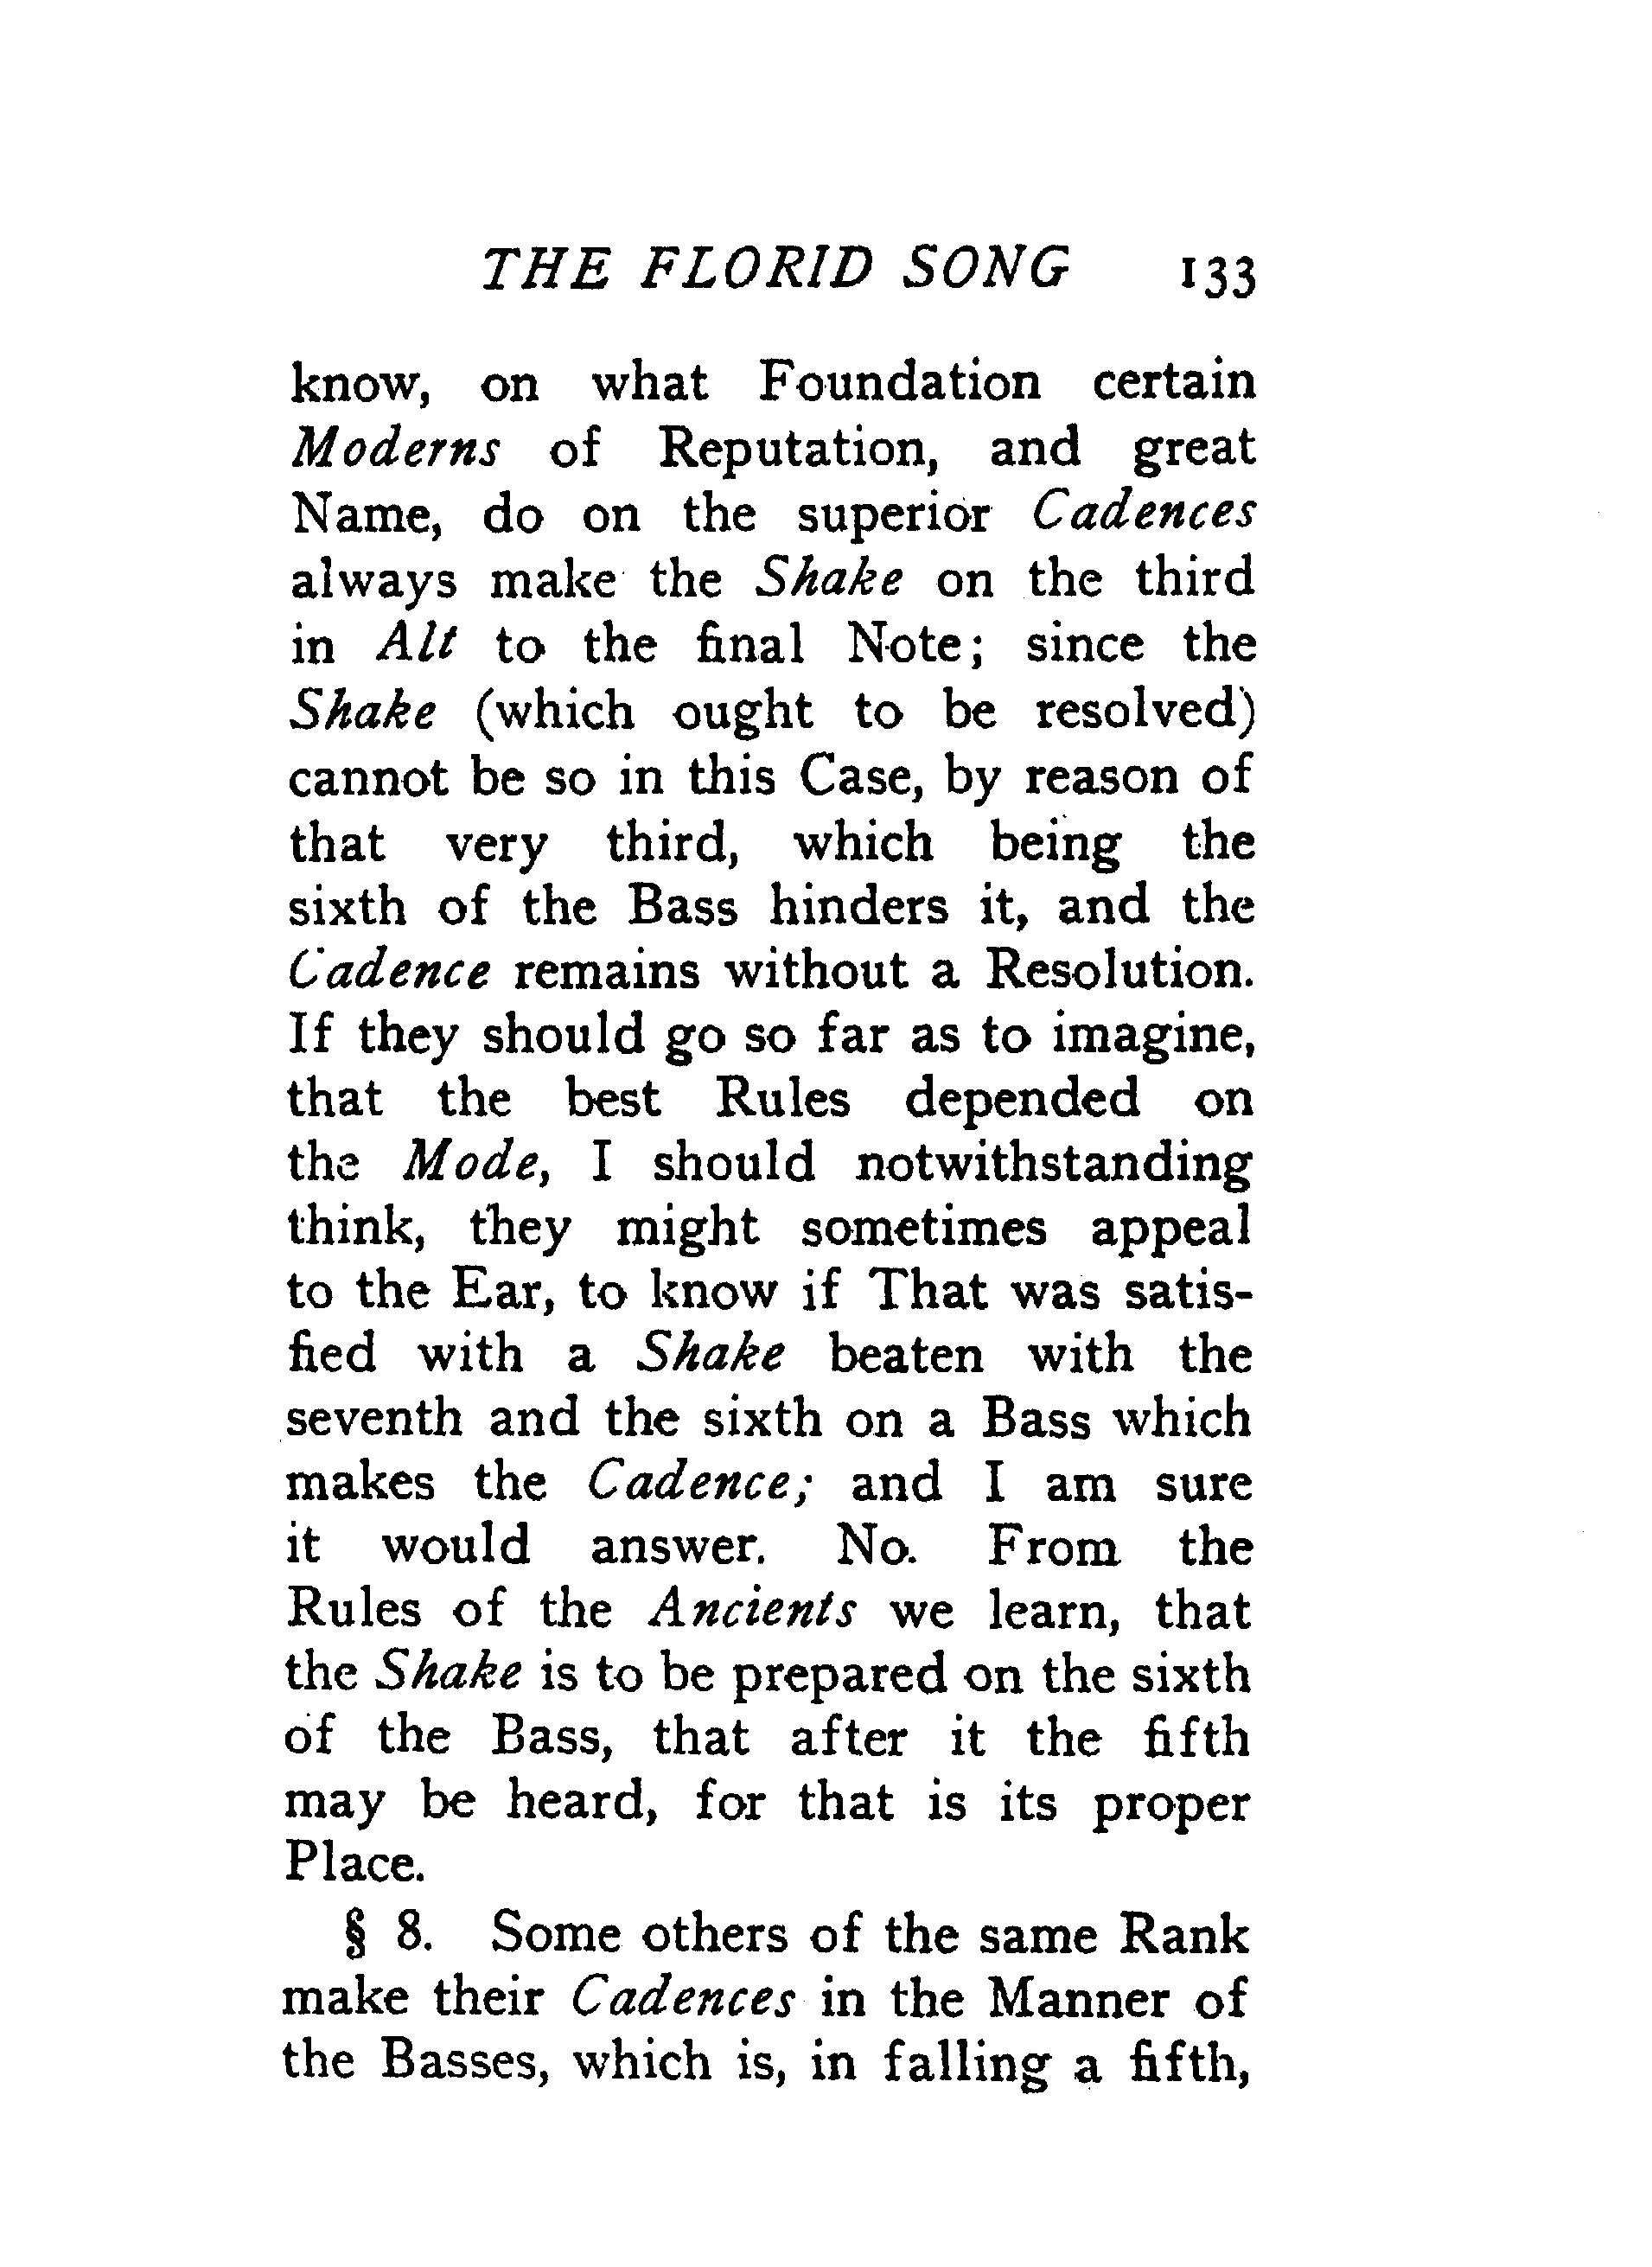 THE FLORID SONG 133
know, on what Foundation certain
Moderns of Reputation, and great
Name, do on the superior Cadences
always make the Shake on the third
in Alt to the final Note; since the
Shake (which ought to be resolved)
cannot be so in this Case, by reason of
that very third, which being the
sixth of the Bass hinders it, and the
Cadence remains without a Resolution.
If they should go so far as to imagine,
that the best Rules depended on
the Mode, I should notwithstanding
think, they might sometimes appeal
to the Ear, to know if That was satis-
fied with a Shake beaten with the
seventh and the sixth on a Bass which
makes the Cadence; and I am sure
it would answer. No. From the
Rules of the Ancients we learn, that
the Shake is to be prepared on the sixth
of the Bass, that after it the fifth
may be heard, for that is its proper
Place.
§ 8. Some others of the same Rank
make their Cadences in the Manner of
the Basses, which is, in falling a fifth,